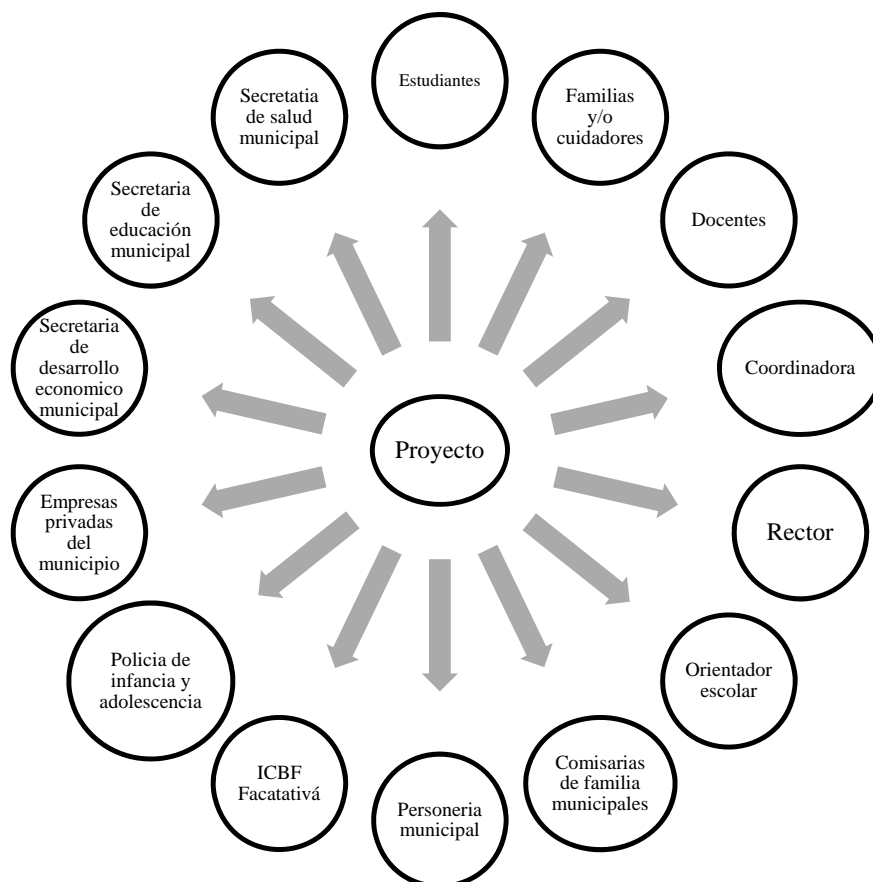 Estudiantes
Familias
y/o
cuidadores
Docentes
Coordinadora
Rector
Orientador
escolar
Comisarias
de familia
municipales
Personeria
municipal
ICBF
Facatativá
Policia de
infancia y
adolescencia
Empresas
privadas
del
municipio
Secretaria
de
desarrollo
economico
municipal
Secretaria
de
educación
municipal
Secretatia
de salud
municipal
Proyecto